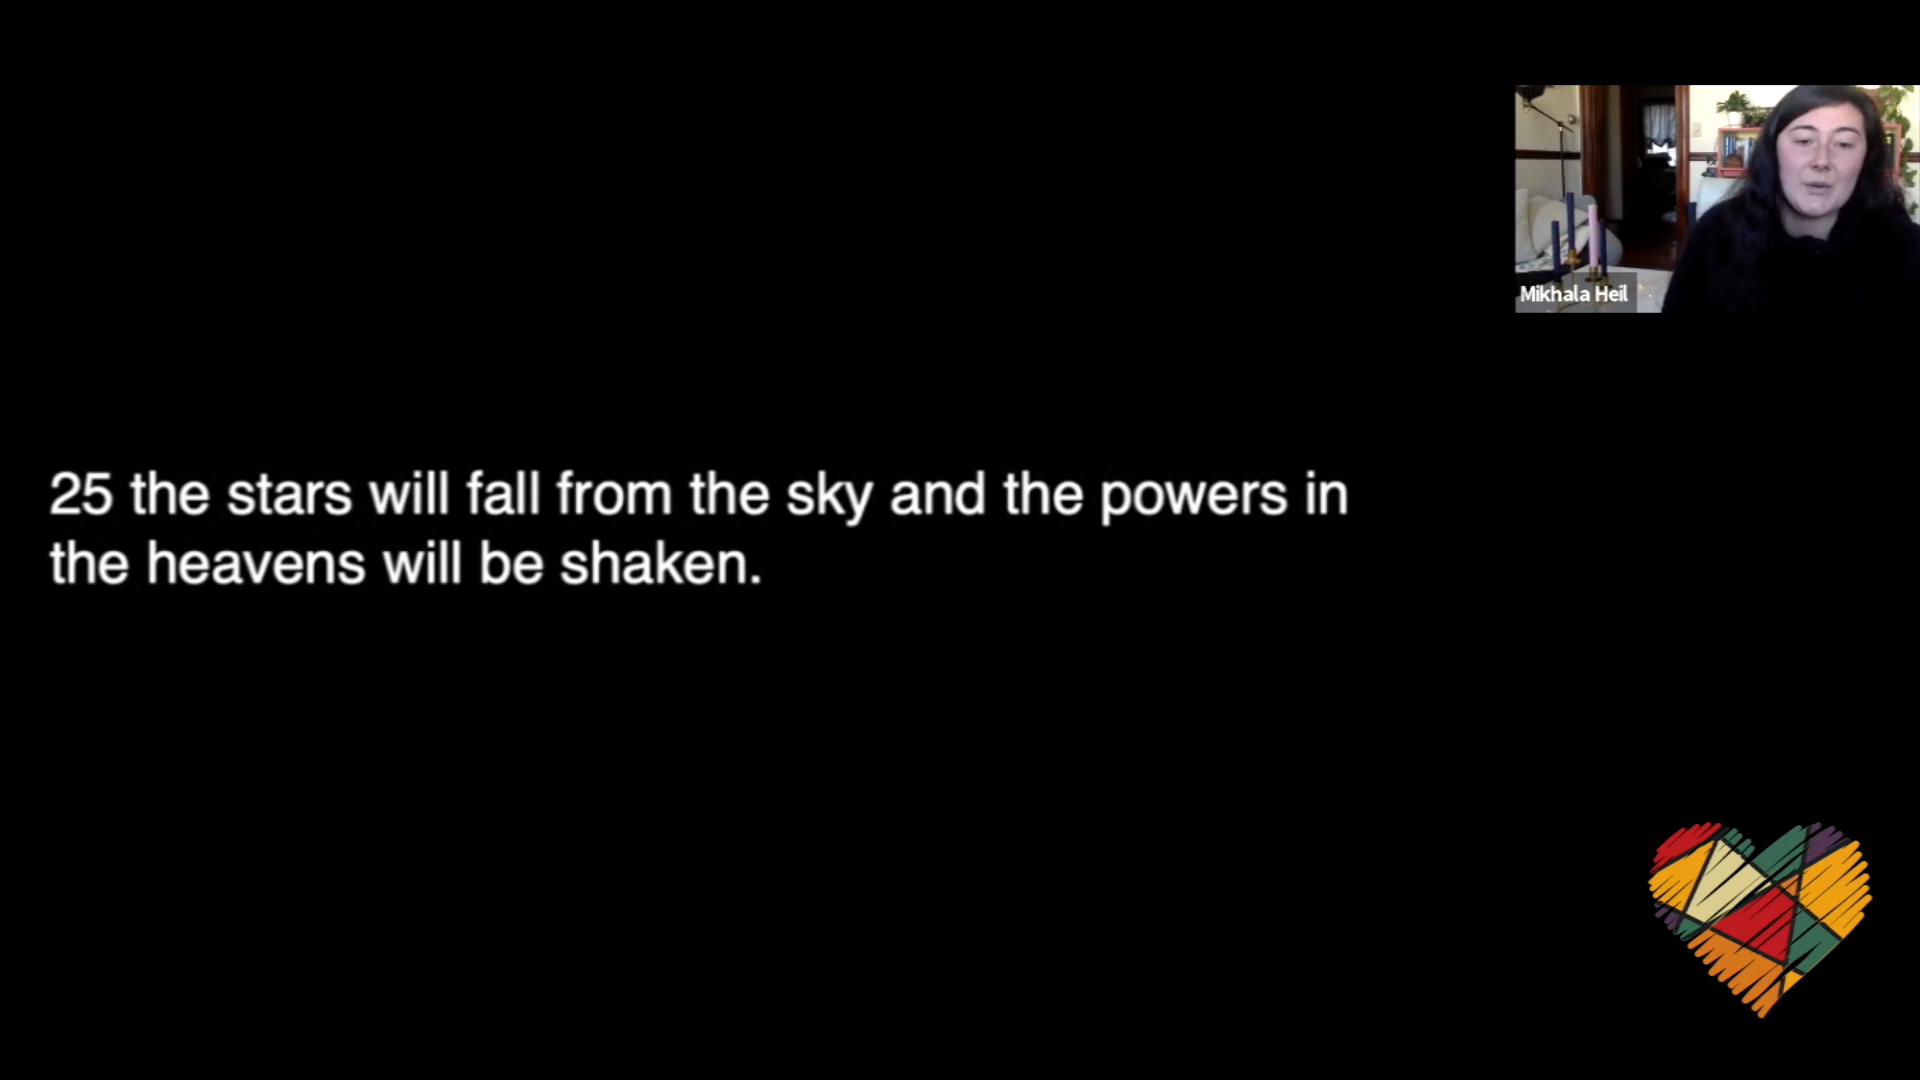 Mikhala Heil
25 the stars will fall from the sky and the powers in
the heavens will be shaken.